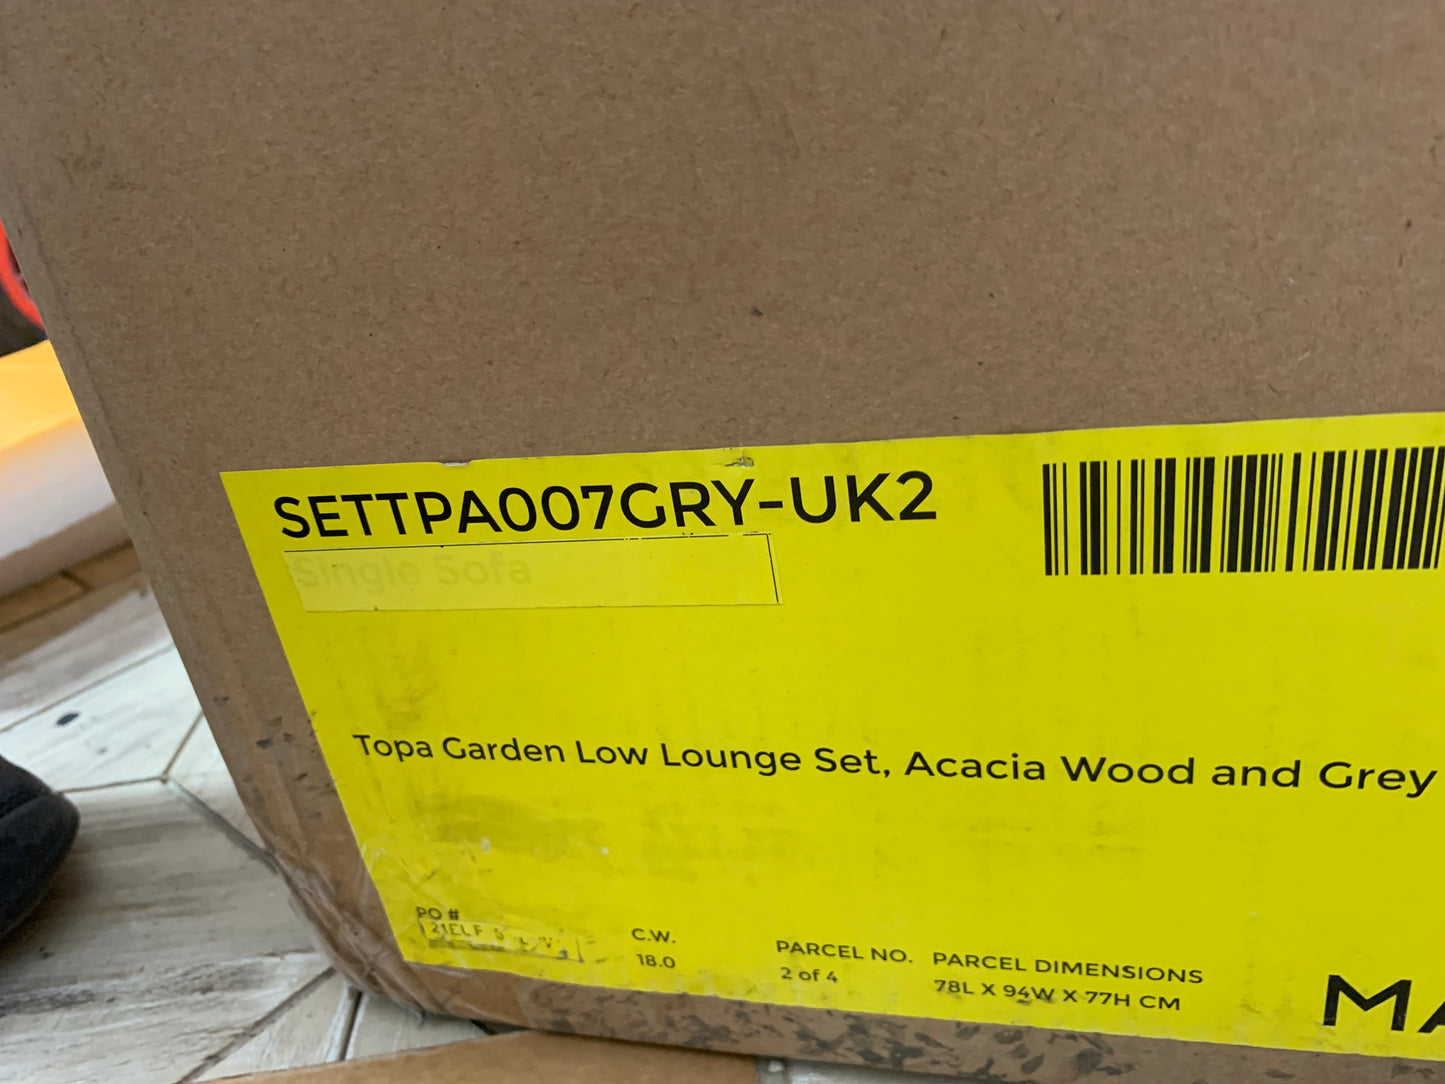 SETTPA007GRY-UK2
Single Sofa
Topa Garden Low Lounge Set, Acacia Wood and Grey
PO #
C.W.
18.0
PARCEL NO.
2 of 4
PARCEL DIMENSIONS
78L X 94W X 77H CM
MA